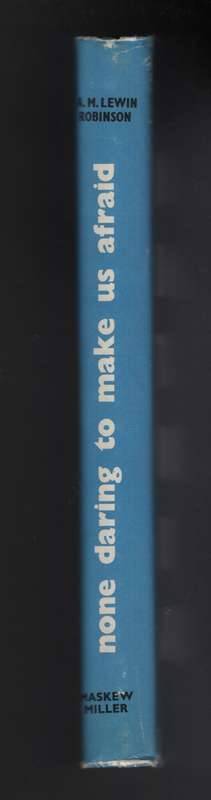 A. M. LEWIN
ROBINSON
none daring to make us afraid
MASKEW
MILLER